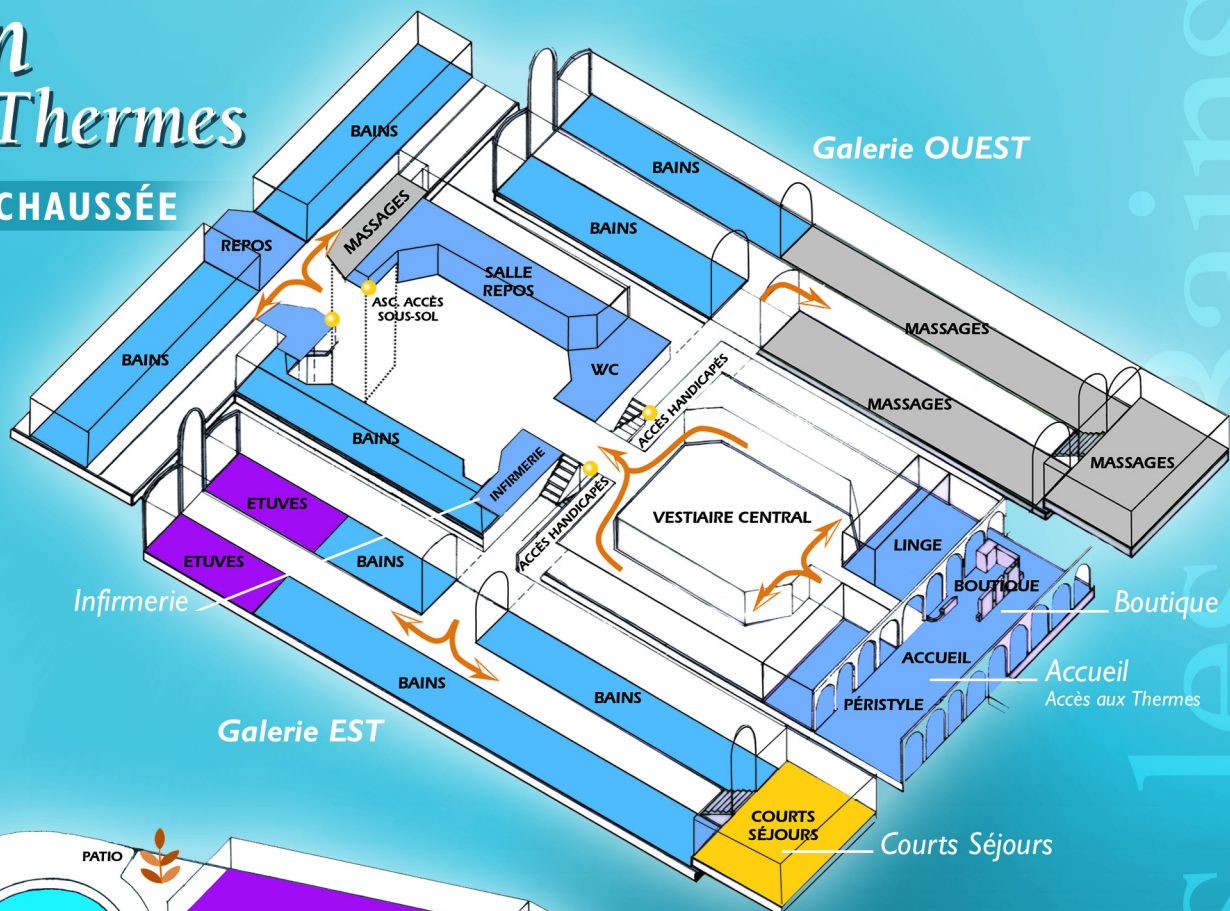 n
Thermes
CHAUSSÉE
Galerie OUEST
BAINS
BAINS
BAINS
MASSAGES
REPOS
SALLE
REPOS
ASC. ACCÈS
SOUS-SOL
BAINS
WC
MASSAGES
MASSAGES
MASSAGES
ACCÈS HANDICAPÉS
BAINS
INFIRMERIE
ACCÈS HANDICAPÉS
VESTIAIRE CENTRAL
LINGE
BOUTIQUE
Boutique
ETUVES
ETUVES
BAINS
Infirmerie
ACCUEIL
Accueil
Accès aux Thermes
PÉRISTYLE
BAINS
BAINS
Galerie EST
COURTS
SÉJOURS
Courts Séjours
PATIO
s les Bains